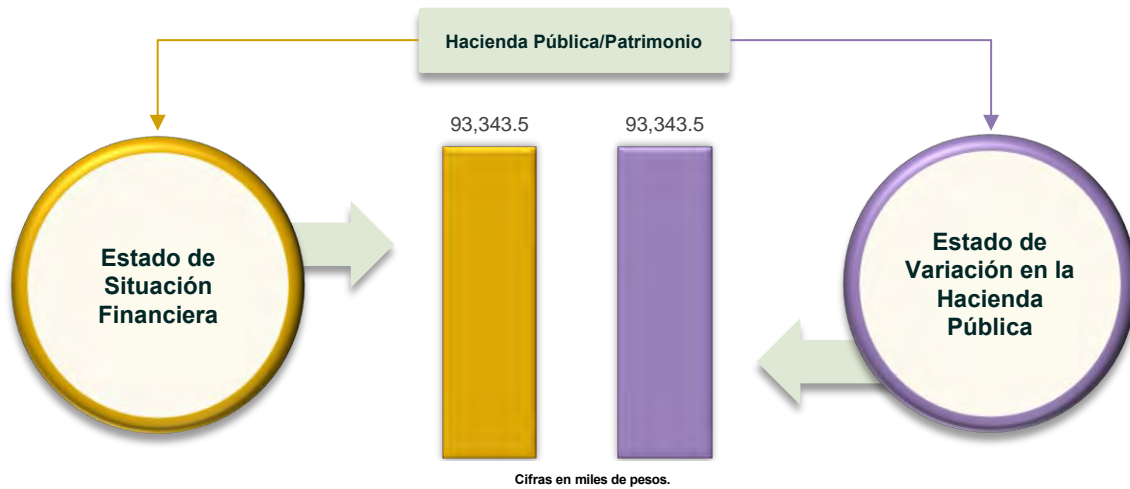 Hacienda Pública/Patrimonio
93,343.5
93,343.5
Estado de
Situación
Financiera
Estado de
Variación en la
Hacienda
Pública
Cifras en miles de pesos.